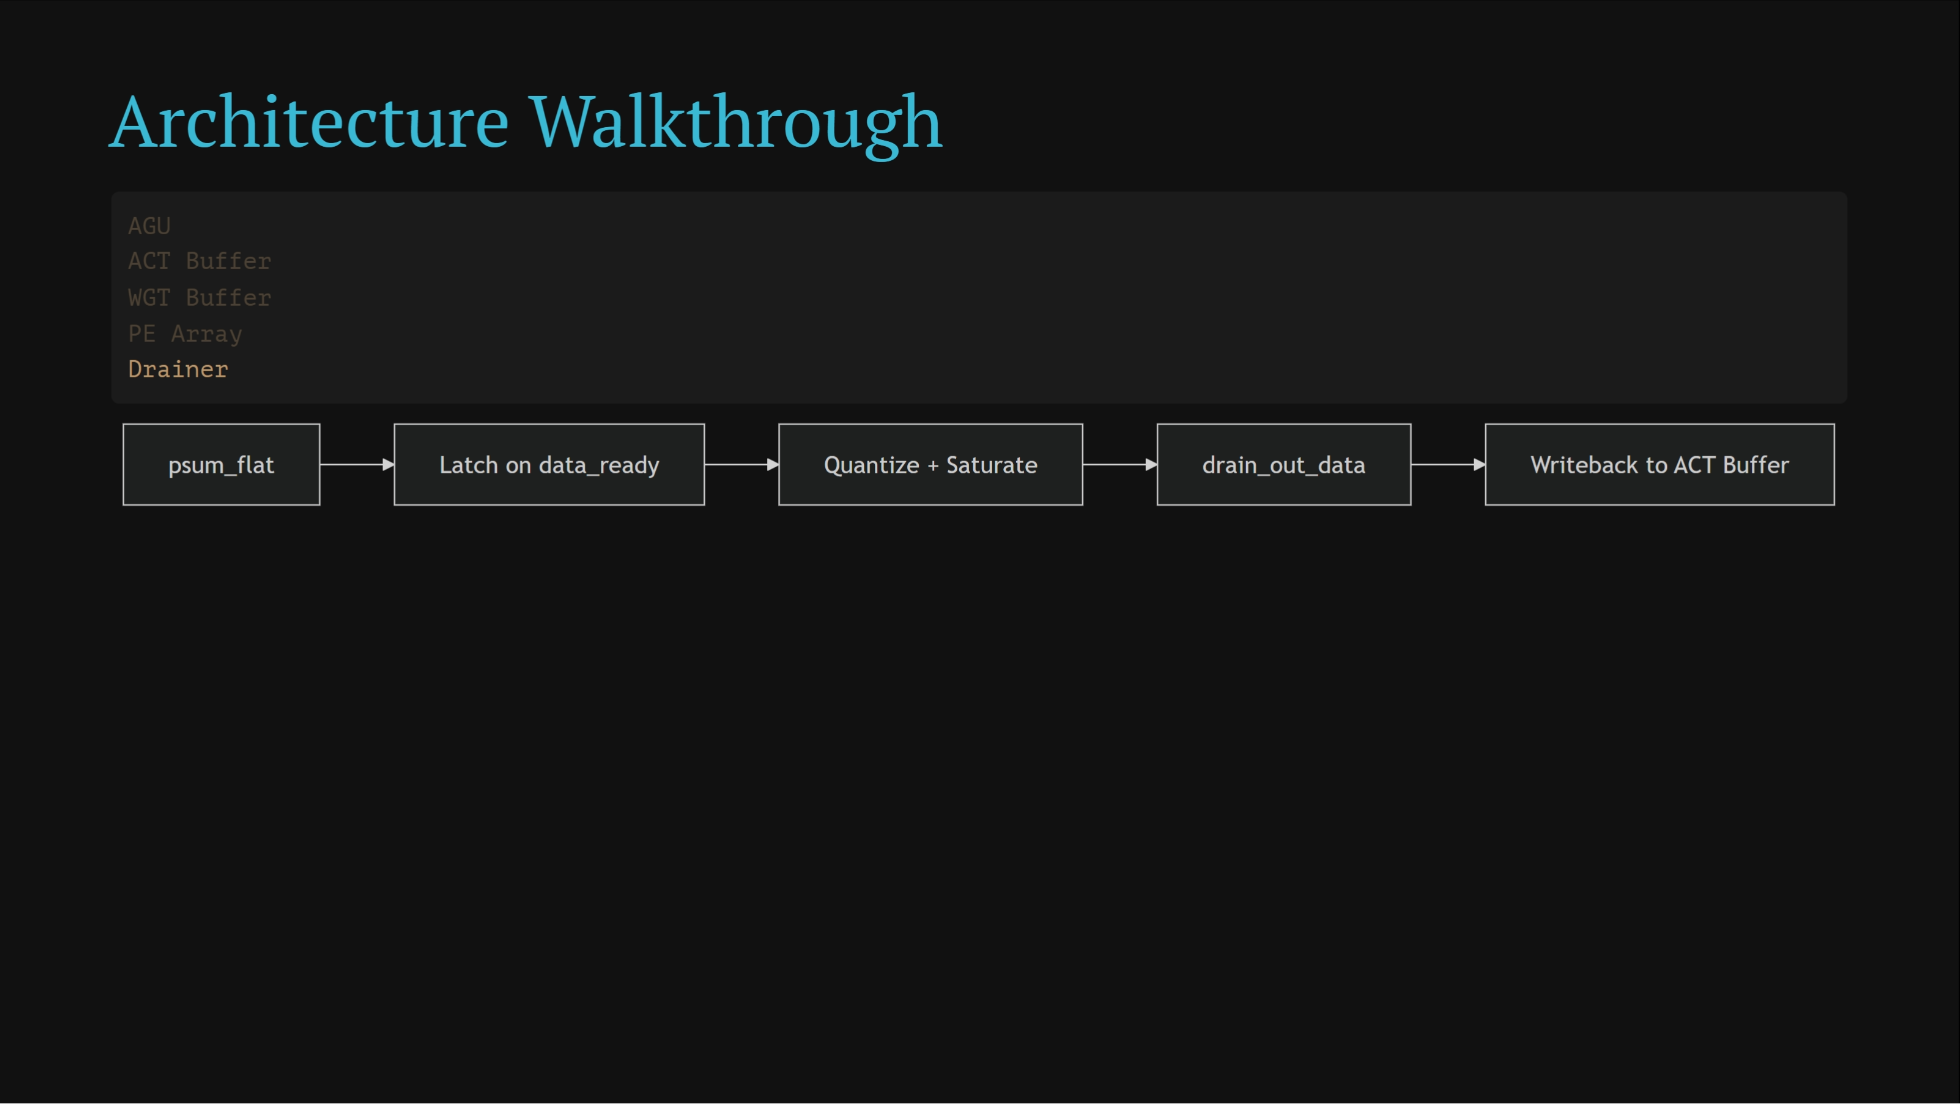 Architecture Walkthrough
AGU
ACT Buffer
WGT Buffer
PE Array
Drainer
psum_flat
Latch on data_ready
Quantize + Saturate
drain_out_data
Writeback to ACT Buffer